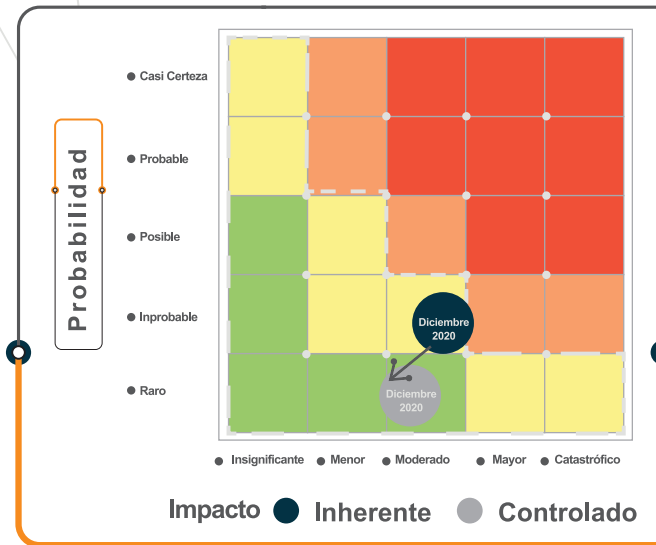 Casi Certeza
Probable
Posible
Inprobable
Raro
Probabilidad
Diciembre
2020
Diciembre
2020
Insignificante
Menor
Moderado
Mayor
Catastrófico
Impacto
Inherente
Controlado